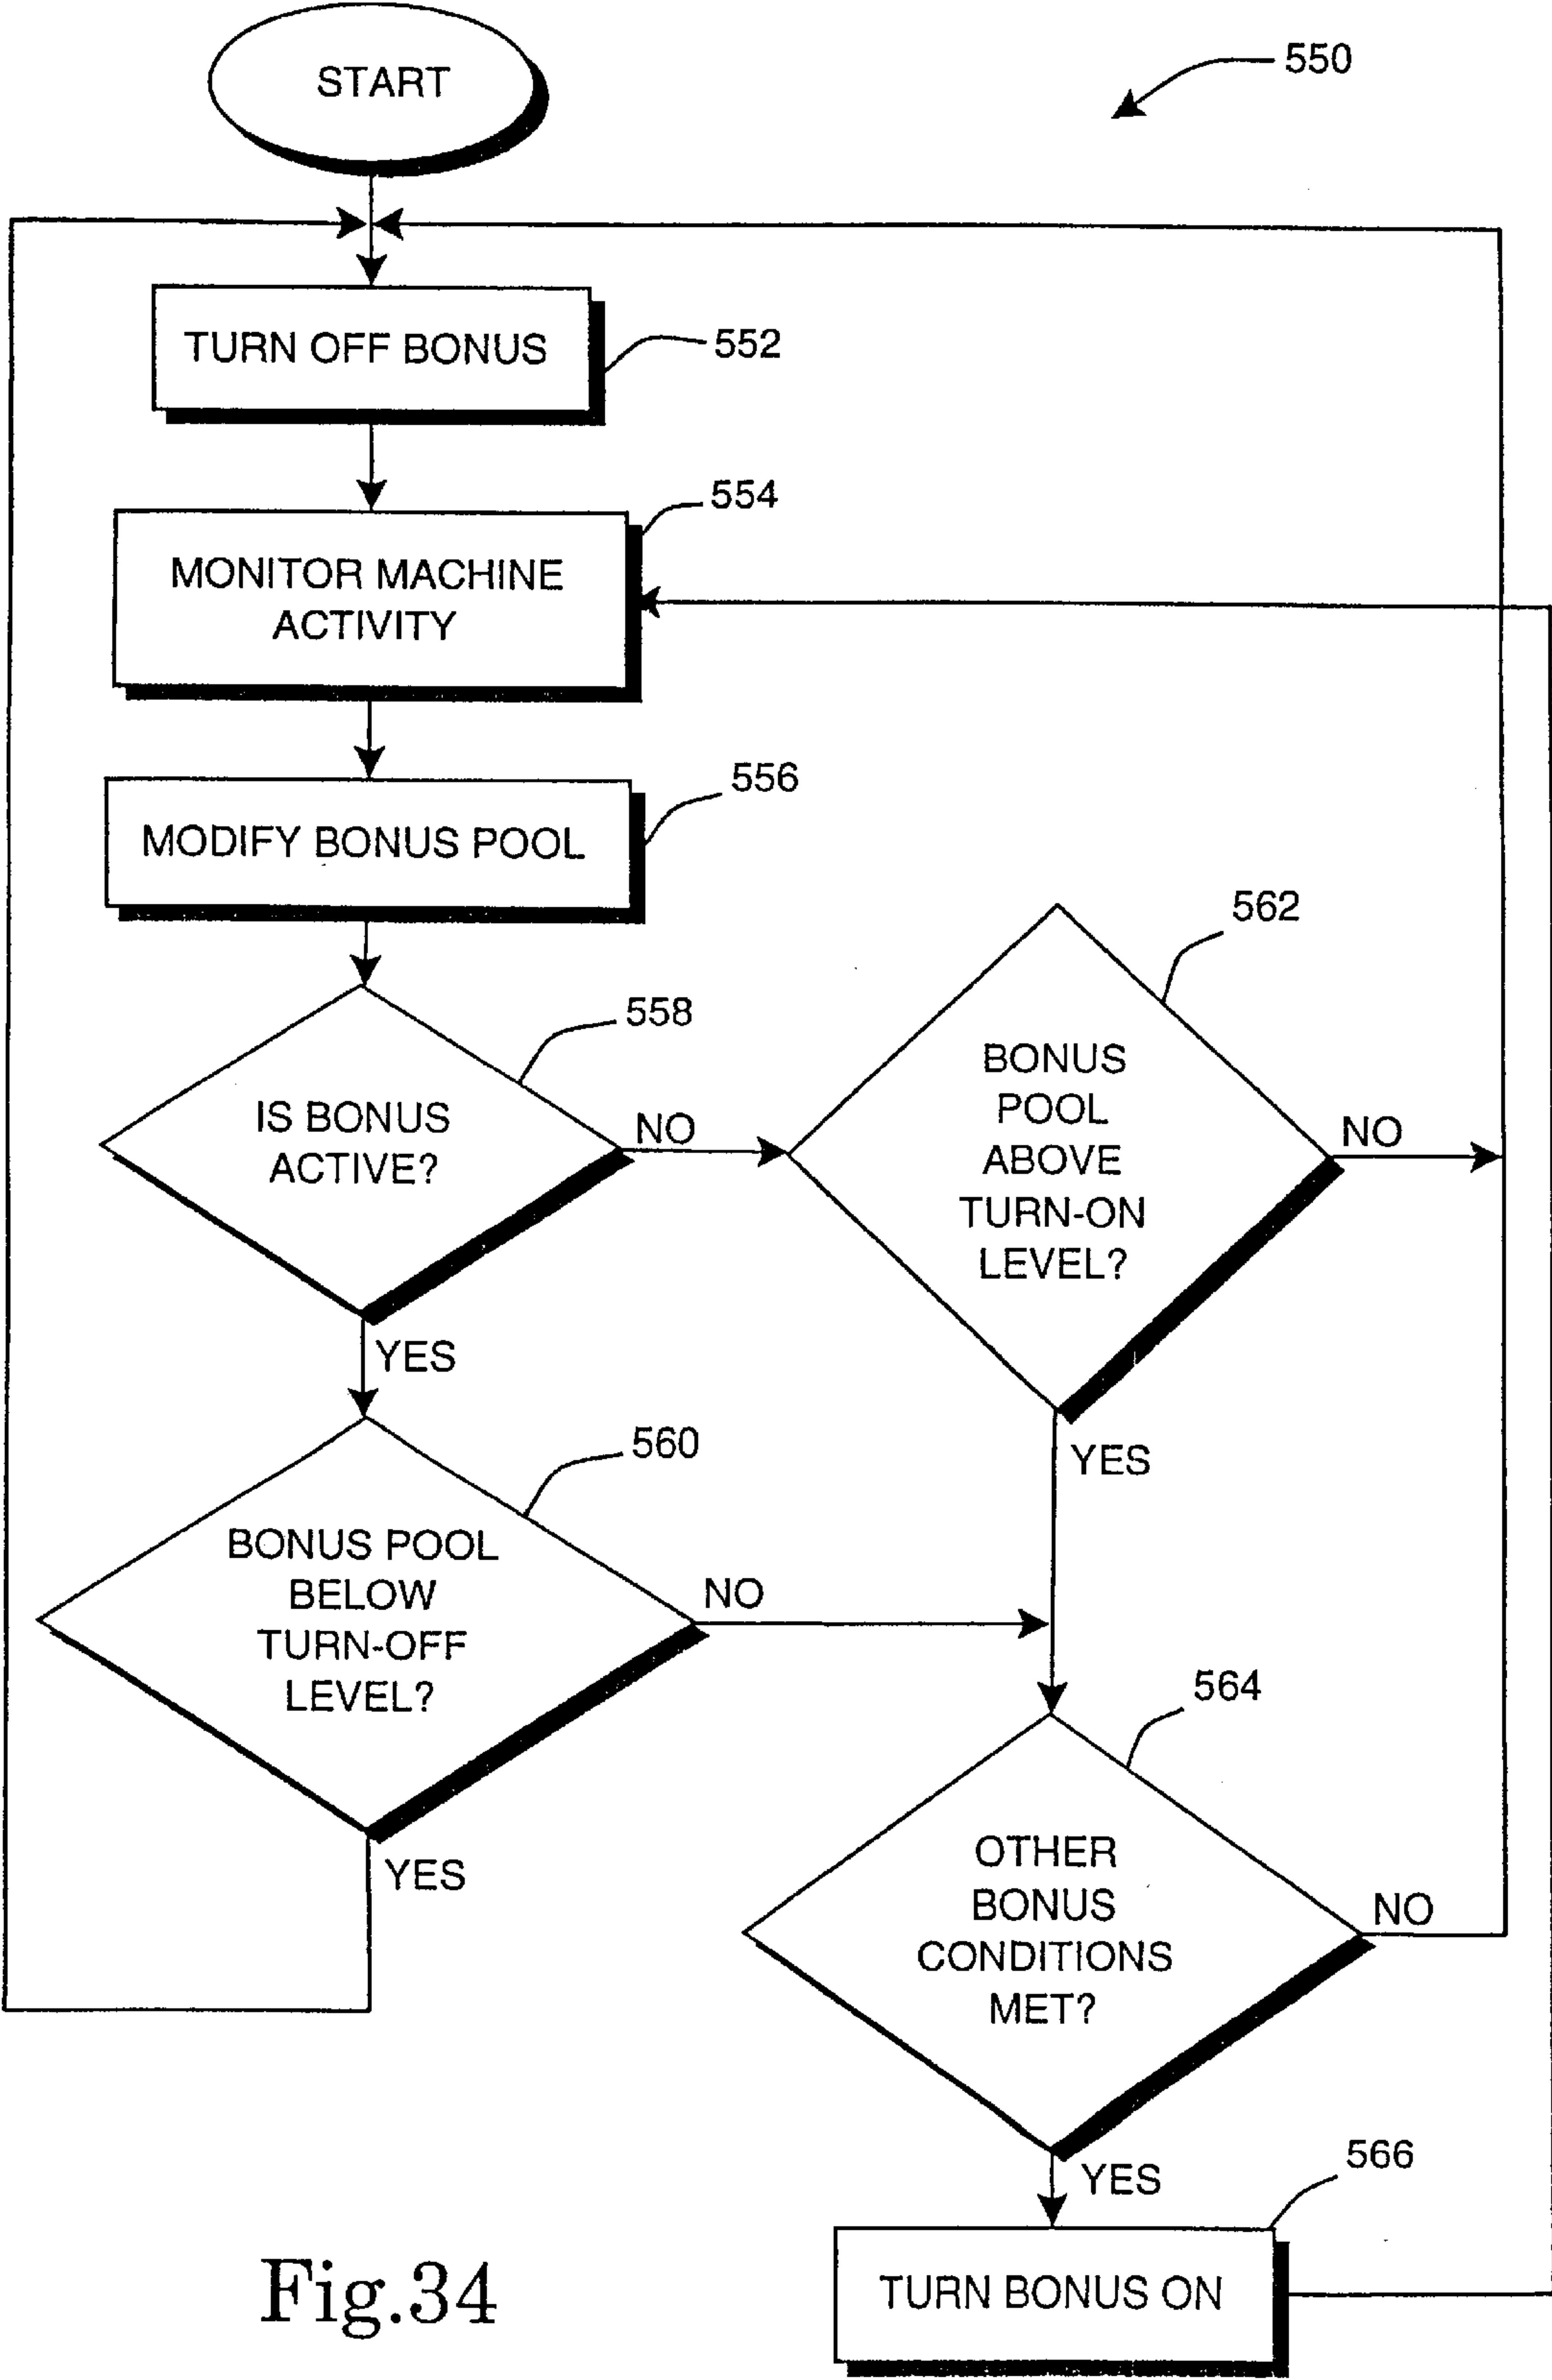 START
550
TURN OFF BONUS
552
554
MONITOR MACHINE
ACTIVITY
556
MODIFY BONUS POOL
562
558
IS BONUS
ACTIVE?
NO
BONUS
POOL
ABOVE
TURN-ON
LEVEL?
NO
YES
YES
560
BONUS POOL
BELOW
TURN-OFF
LEVEL?
NO
YES
564
OTHER
BONUS
CONDITIONS
MET?
NO
YES
566
TURN BONUS ON
Fig.34